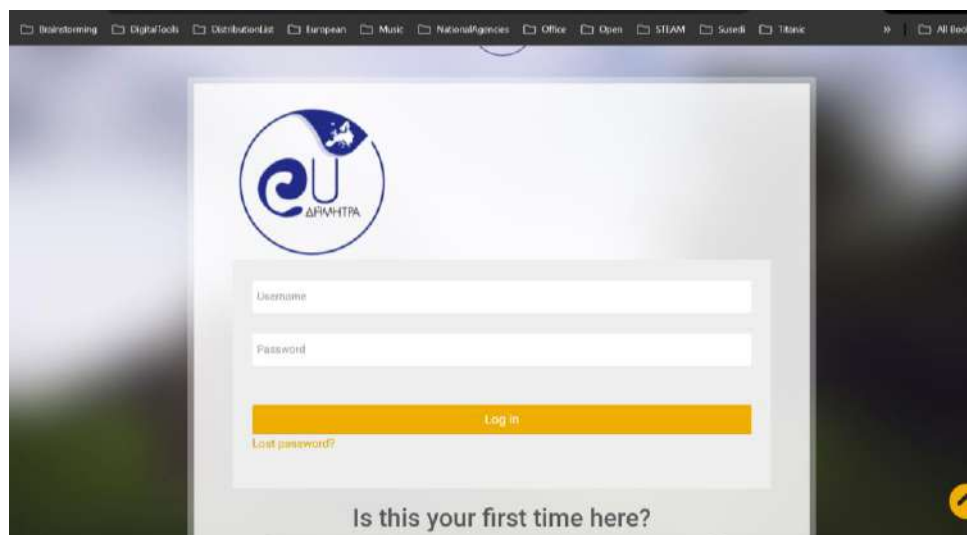 Brainstorming DigitalTools DistributionList European Music NationalAgencies Office Open STEAM Susedi Titanic » All Boo
eU
ΔΗΜΗΤΡΑ
Username
Password
Log in
Lost password?
Is this your first time here?